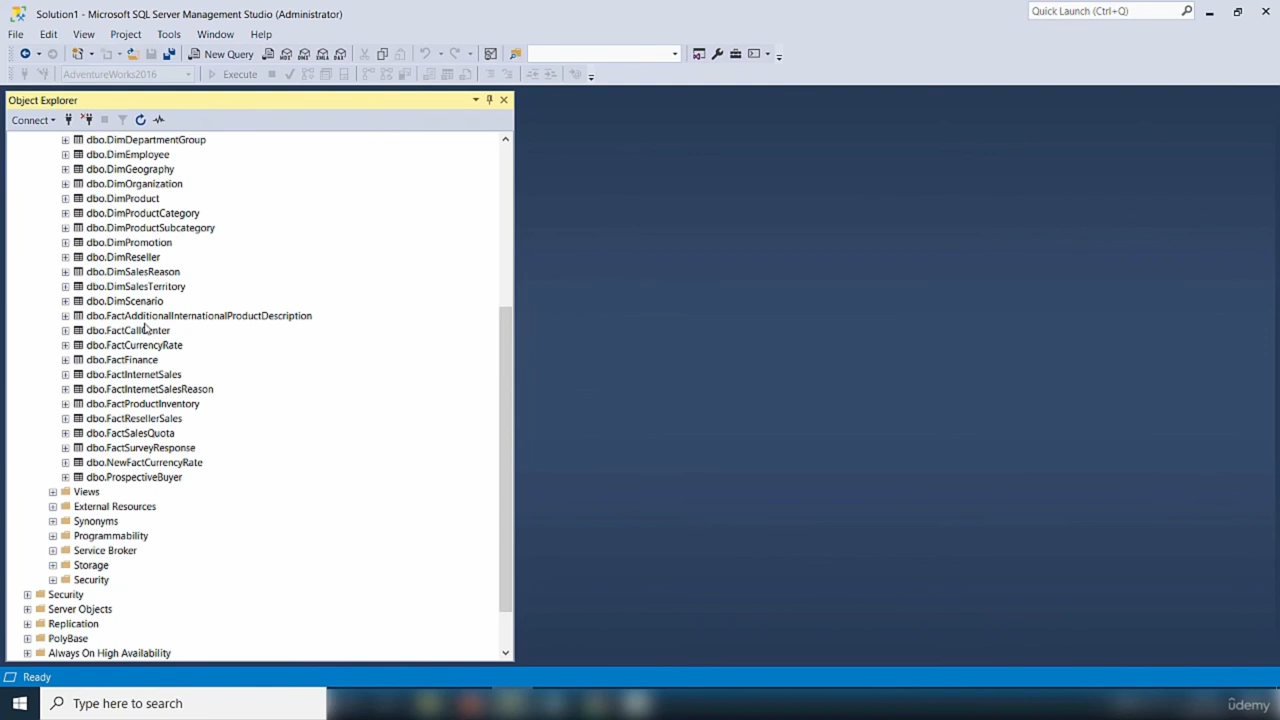 Solution1 - Microsoft SQL Server Management Studio (Administrator)
Quick Launch (Ctrl+Q)
File Edit View Project Tools Window Help
New Query
AdventureWorks2016 Execute
Object Explorer
Connect
dbo.DimDepartmentGroup
dbo.DimEmployee
dbo.DimGeography
dbo.DimOrganization
dbo.DimProduct
dbo.DimProductCategory
dbo.DimProductSubcategory
dbo.DimPromotion
dbo.DimReseller
dbo.DimSalesReason
dbo.DimSalesTerritory
dbo.DimScenario
dbo.FactAdditionalInternationalProductDescription
dbo.FactCallCenter
dbo.FactCurrencyRate
dbo.FactFinance
dbo.FactInternetSales
dbo.FactInternetSalesReason
dbo.FactProductInventory
dbo.FactResellerSales
dbo.FactSalesQuota
dbo.FactSurveyResponse
dbo.NewFactCurrencyRate
dbo.ProspectiveBuyer
Views
External Resources
Synonyms
Programmability
Service Broker
Storage
Security
Security
Server Objects
Replication
PolyBase
Always On High Availability
Ready
Type here to search
ûdemy